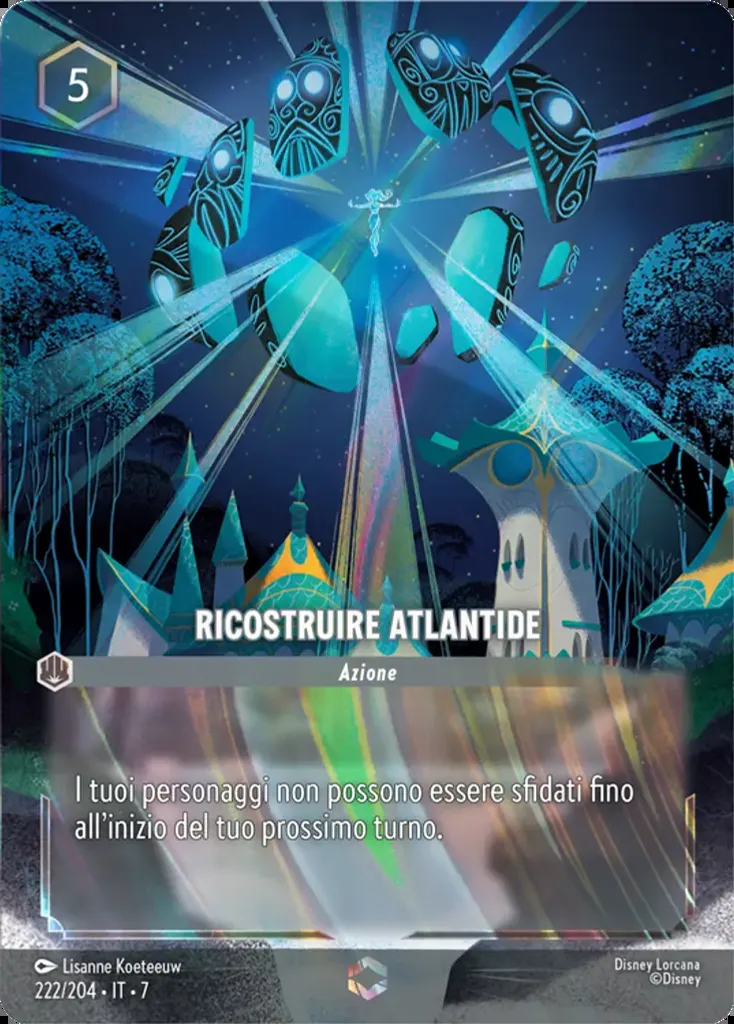 5
RICOSTRUIRE ATLANTIDE
Azione
I tuoi personaggi non possono essere sfidati fino
all'inizio del tuo prossimo turno.
Lisanne Koeteeuw
222/204 • IT • 7
Disney Lorcana
©Disney